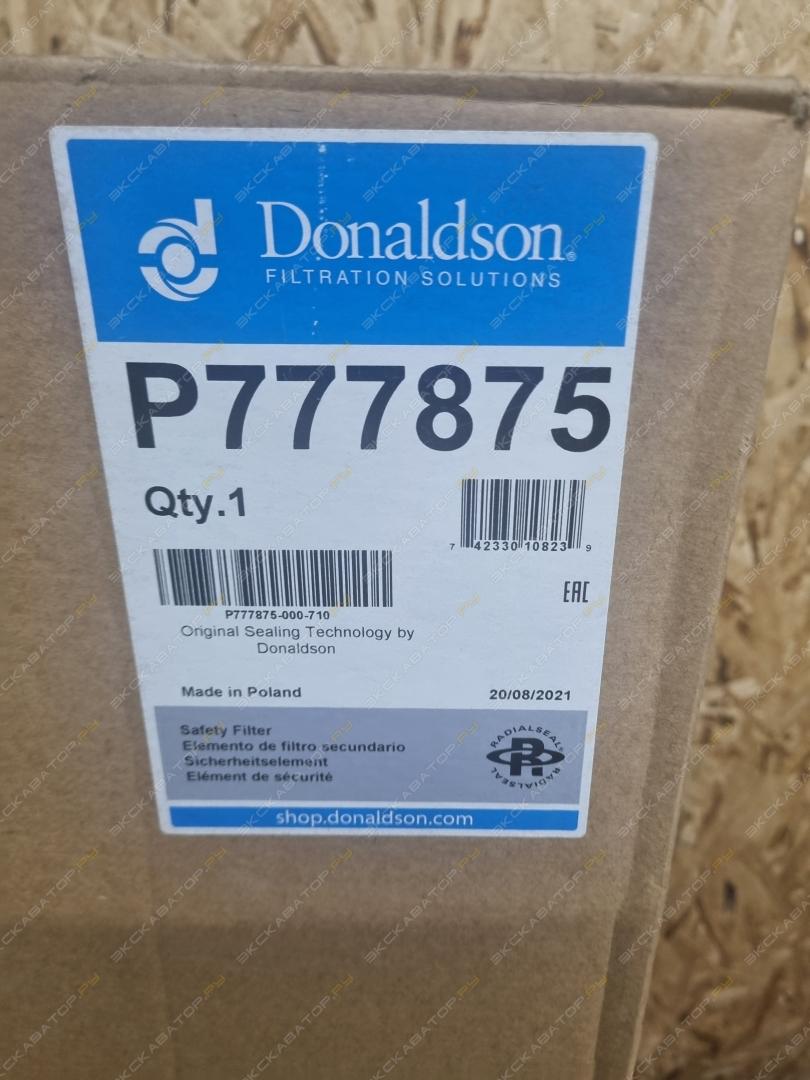 Donaldson®
FILTRATION SOLUTIONS
P777875
Qty.1
7 42330 10823 9
P777875-000-710
EAC
Original Sealing Technology by
Donaldson
Made in Poland
20/08/2021
Safety Filter
Elemento de filtro secundario
Sicherheitselement
Elément de sécurité
RADIALSEAL®
RADIALSEAL
shop.donaldson.com
ЭКСКАВАТОР.РУ